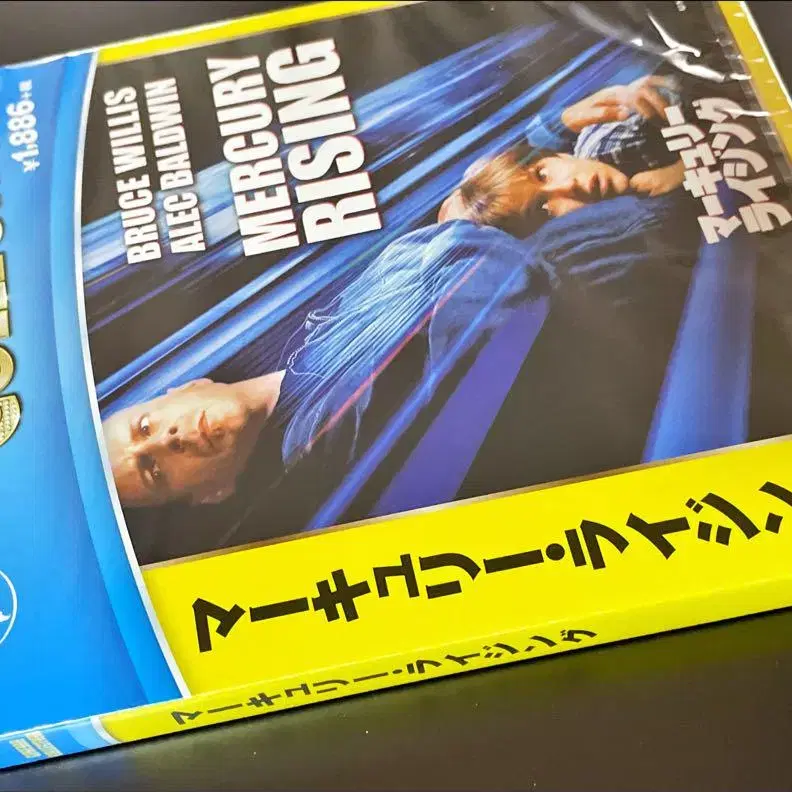 ¥1,886+税
BRUCE WILLIS
ALEC BALDWIN
MERCURY
RISING
マーキュリー
ライジング
マーキュリー・ライジン
マーキュリー・ライジング